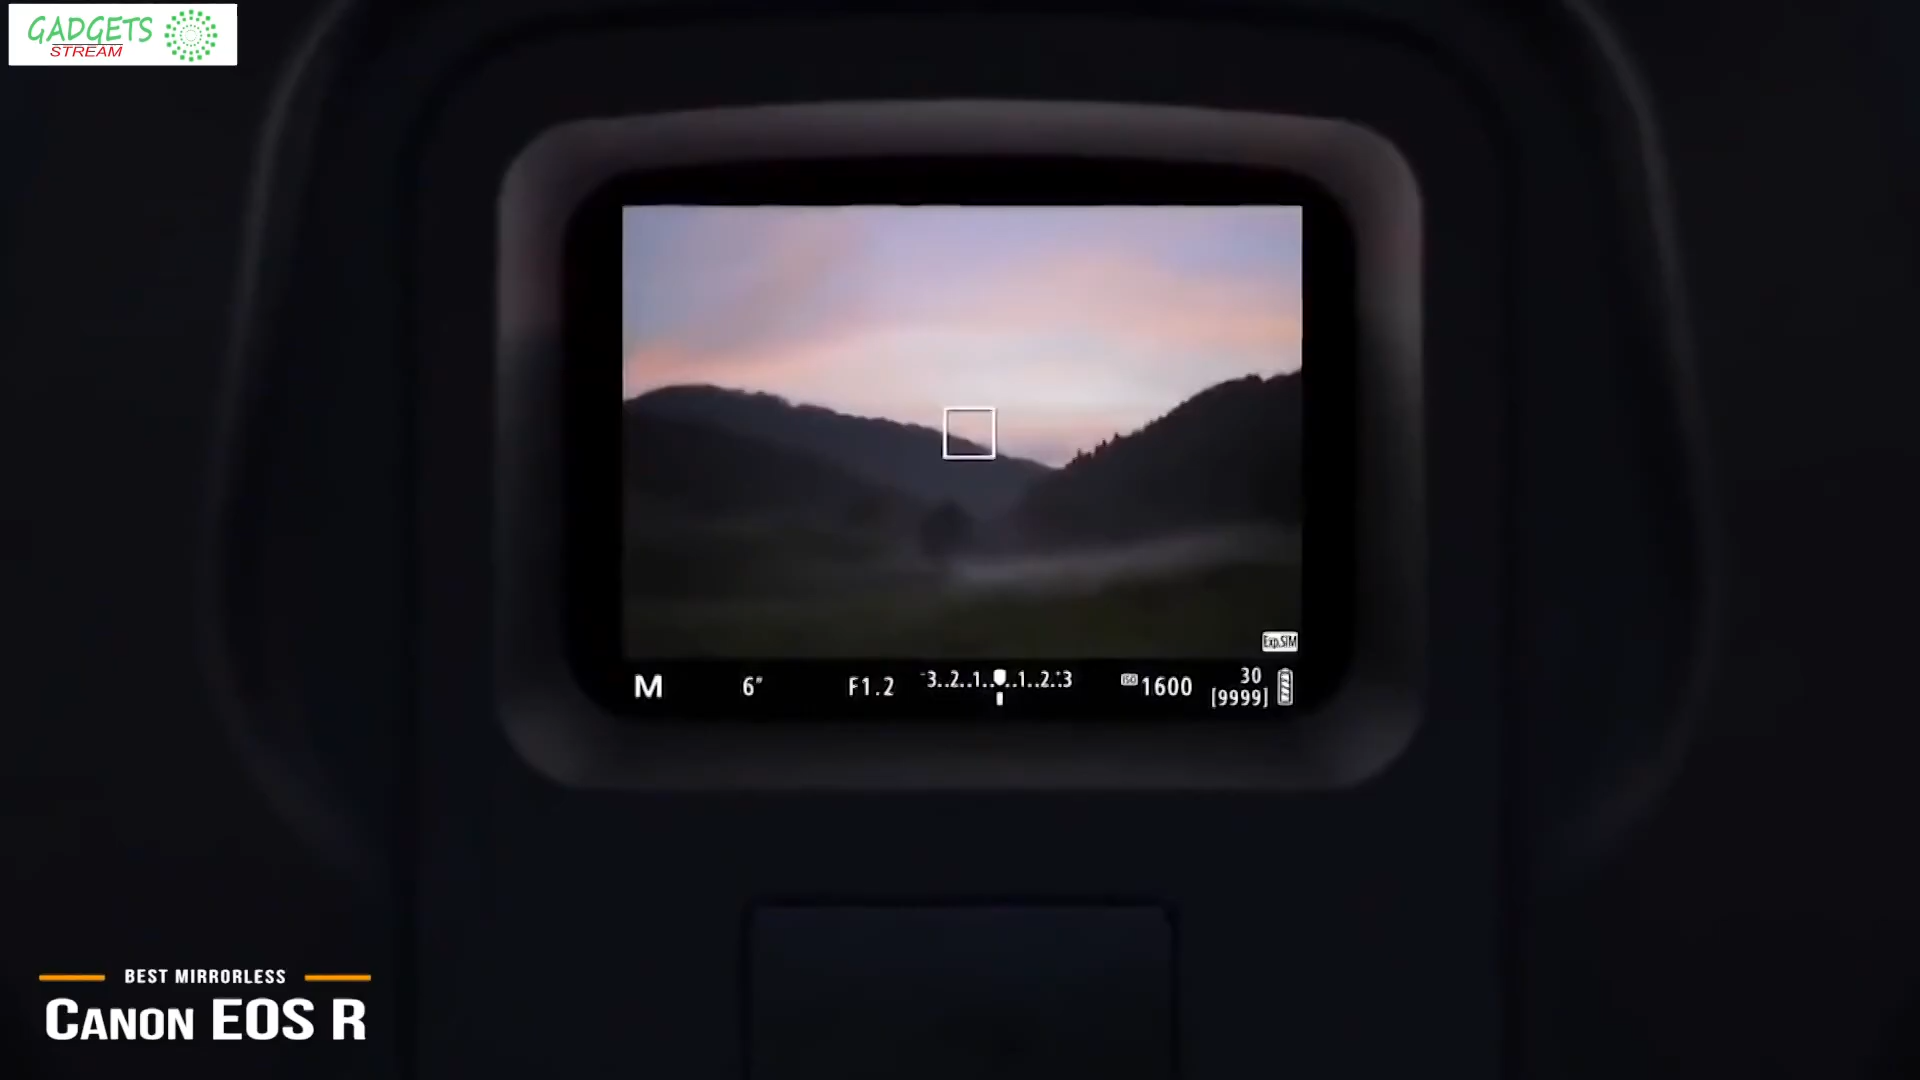 GADGETS
STREAM
Exp.SIM
M 6" F1.2 -3..2..1....1..2..+3 ISO 1600 30
[9999]
BEST MIRRORLESS
CANON EOS R